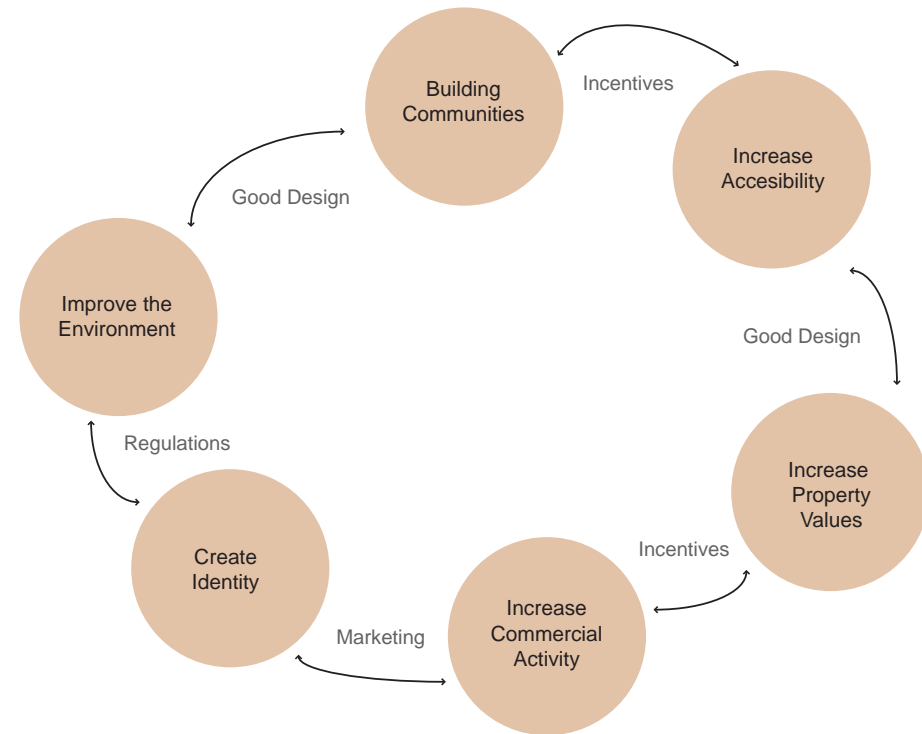 Building
Communities
Incentives
Increase
Accesibility
Good Design
Good Design
Improve the
Environment
Regulations
Increase
Property
Values
Create
Identity
Incentives
Marketing
Increase
Commercial
Activity